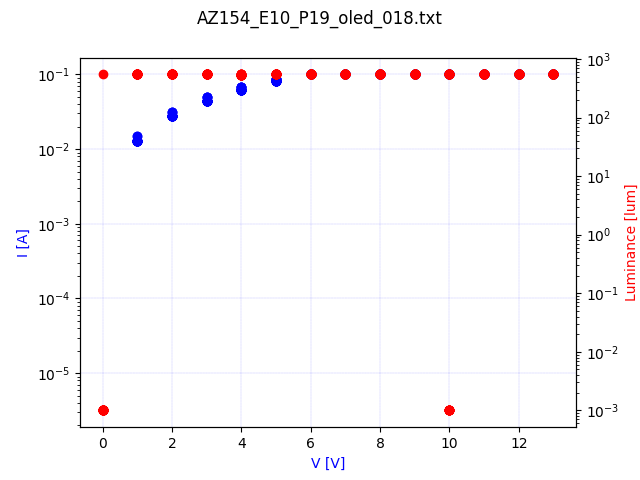 AZ154_E10_P19_oled_018.txt
10⁻¹
10⁻²
10⁻³
10⁻⁴
10⁻⁵
I [A]
10³
10²
10¹
10⁰
10⁻¹
10⁻²
10⁻³
Luminance [lum]
0 2 4 6 8 10 12
V [V]